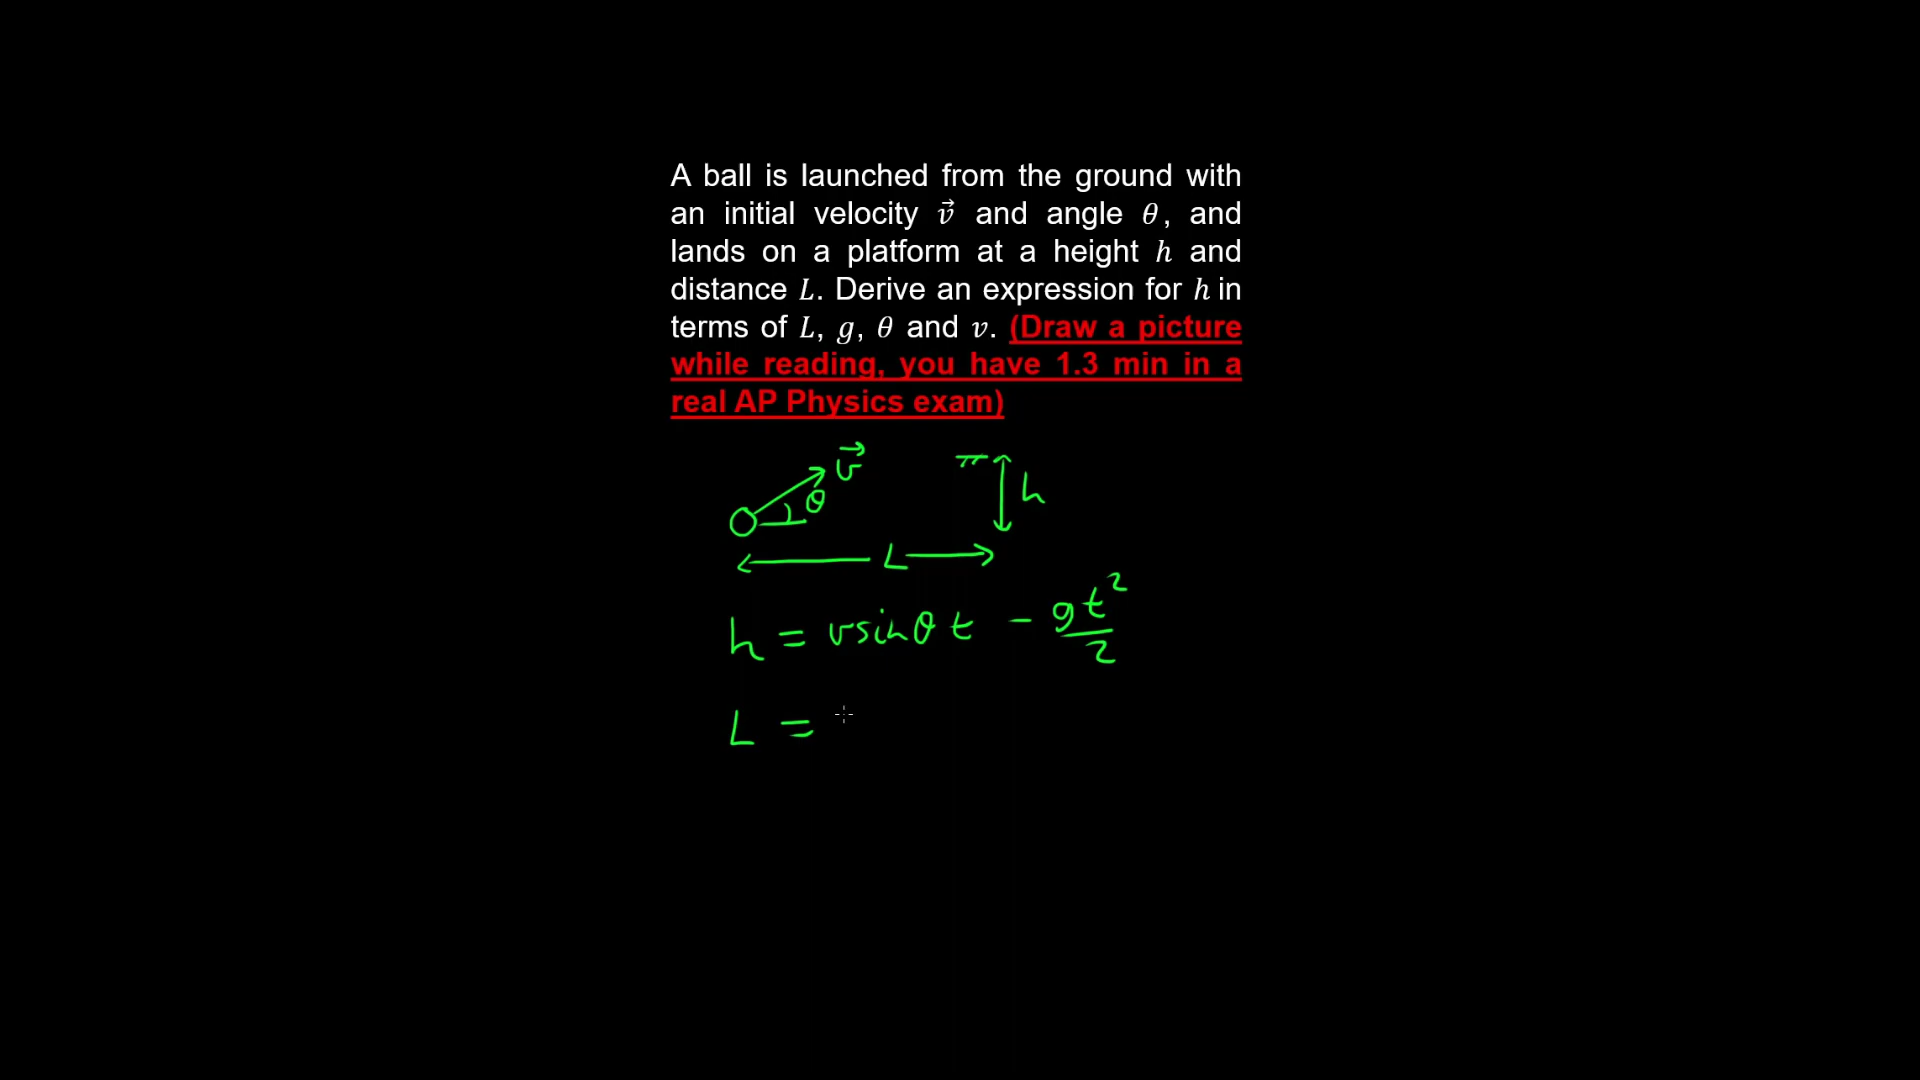 A ball is launched from the ground with
an initial velocity v⃗ and angle θ, and
lands on a platform at a height h and
distance L. Derive an expression for h in
terms of L, g, θ and v. (Draw a picture
while reading, you have 1.3 min in a
real AP Physics exam)
v⃗
θ
h
L
h = vsinθ t - gt²/2
L =